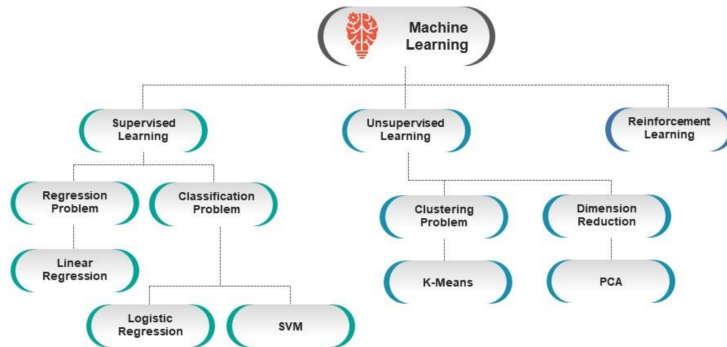 Machine
Learning
Supervised
Learning
Unsupervised
Learning
Reinforcement
Learning
Regression
Problem
Classification
Problem
Clustering
Problem
Dimension
Reduction
Linear
Regression
K-Means
PCA
Logistic
Regression
SVM